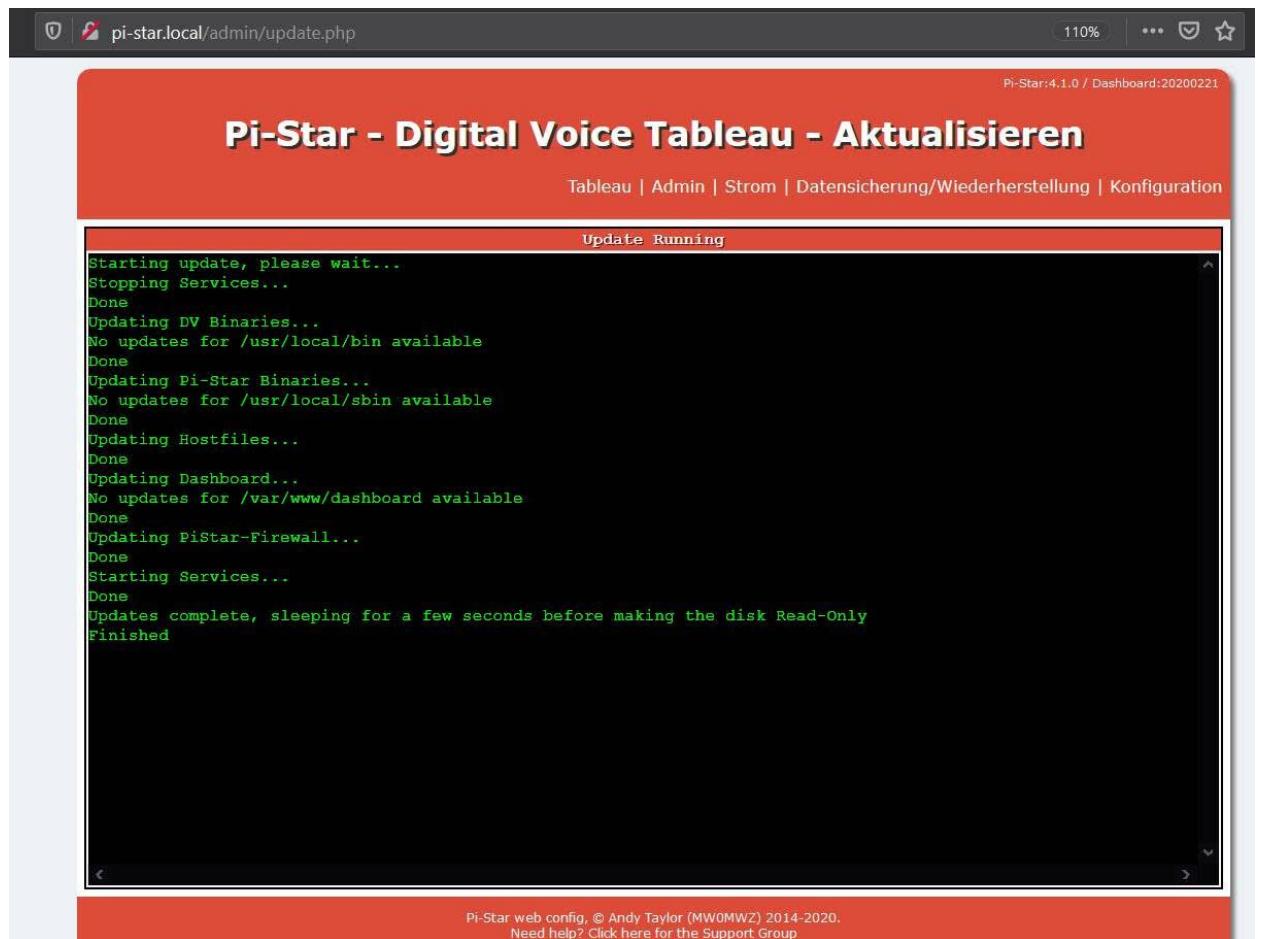 pi-star.local/admin/update.php
110%
Pi-Star:4.1.0 / Dashboard:20200221
Pi-Star - Digital Voice Tableau - Aktualisieren
Tableau | Admin | Strom | Datensicherung/Wiederherstellung | Konfiguration
Update Running
Starting update, please wait...
Stopping Services...
Done
Updating DV Binaries...
No updates for /usr/local/bin available
Done
Updating Pi-Star Binaries...
No updates for /usr/local/sbin available
Done
Updating Hostfiles...
Done
Updating Dashboard...
No updates for /var/www/dashboard available
Done
Updating PiStar-Firewall...
Done
Starting Services...
Done
Updates complete, sleeping for a few seconds before making the disk Read-Only
Finished
Pi-Star web config, © Andy Taylor (MW0MWZ) 2014-2020.
Need help? Click here for the Support Group